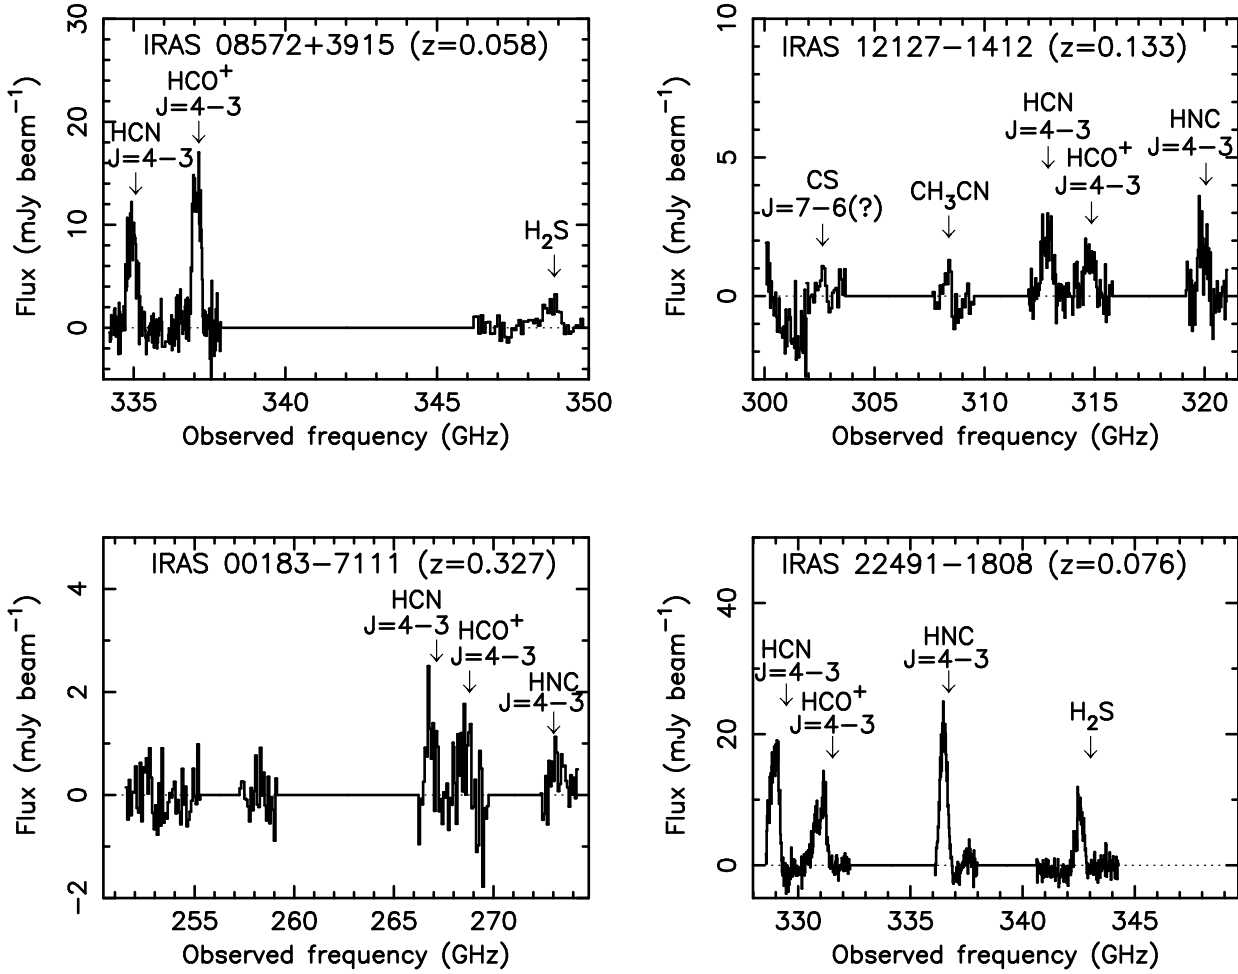 IRAS 08572+3915 (z=0.058)
HCO+
J=4−3
HCN
J=4−3
H2S
30
20
10
0
Flux (mJy beam−1)
335
340
345
350
Observed frequency (GHz)
IRAS 12127−1412 (z=0.133)
HCN
J=4−3
HNC
J=4−3
HCO+
J=4−3
CS
J=7−6(?)
CH3CN
10
5
0
Flux (mJy beam−1)
300
305
310
315
320
Observed frequency (GHz)
IRAS 00183−7111 (z=0.327)
HCN
J=4−3
HCO+
J=4−3
HNC
J=4−3
4
2
0
−2
Flux (mJy beam−1)
255
260
265
270
Observed frequency (GHz)
IRAS 22491−1808 (z=0.076)
HNC
J=4−3
HCN
J=4−3
HCO+
J=4−3
H2S
40
20
0
Flux (mJy beam−1)
330
335
340
345
Observed frequency (GHz)